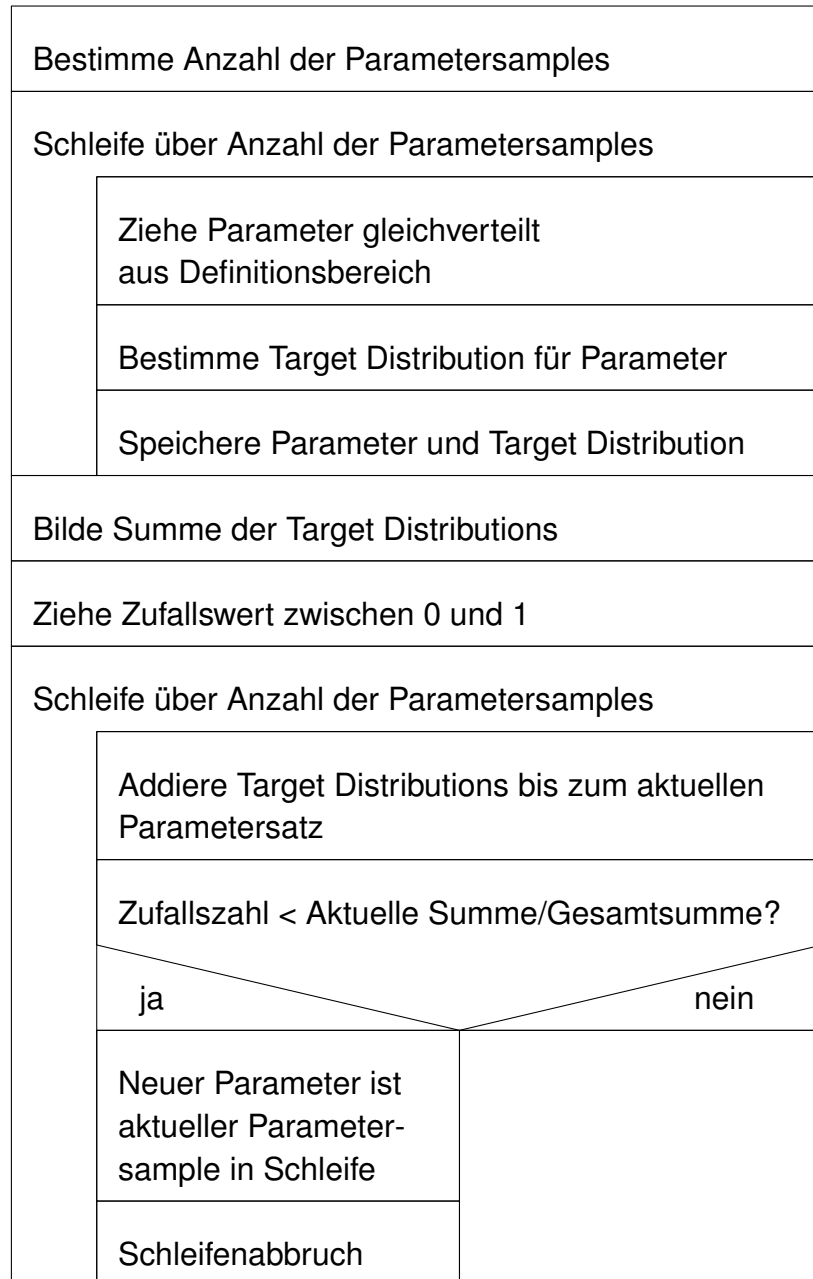 Bestimme Anzahl der Parametersamples
Schleife über Anzahl der Parametersamples
Ziehe Parameter gleichverteilt
aus Definitionsbereich
Bestimme Target Distribution für Parameter
Speichere Parameter und Target Distribution
Bilde Summe der Target Distributions
Ziehe Zufallswert zwischen 0 und 1
Schleife über Anzahl der Parametersamples
Addiere Target Distributions bis zum aktuellen
Parametersatz
Zufallszahl < Aktuelle Summe/Gesamtsumme?
ja
nein
Neuer Parameter ist
aktueller Parameter-
sample in Schleife
Schleifenabbruch